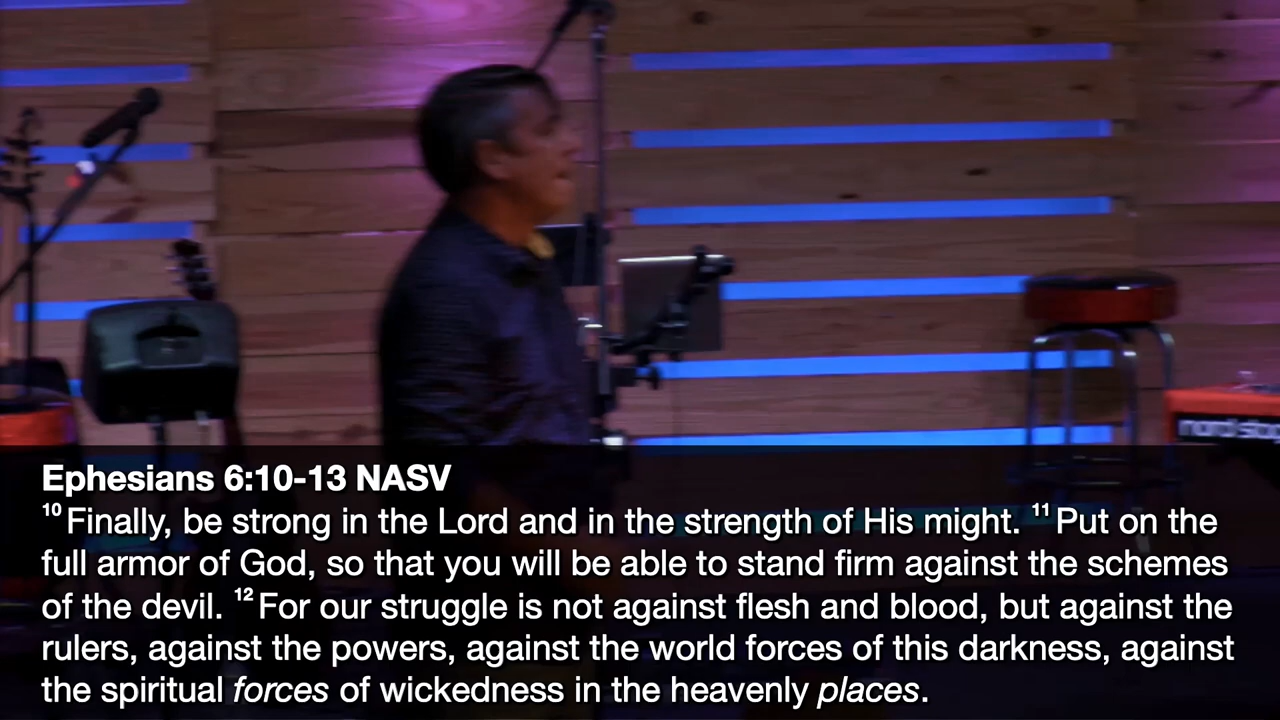 Ephesians 6:10-13 NASV
¹⁰ Finally, be strong in the Lord and in the strength of His might. ¹¹ Put on the
full armor of God, so that you will be able to stand firm against the schemes
of the devil. ¹² For our struggle is not against flesh and blood, but against the
rulers, against the powers, against the world forces of this darkness, against
the spiritual forces of wickedness in the heavenly places.
nord